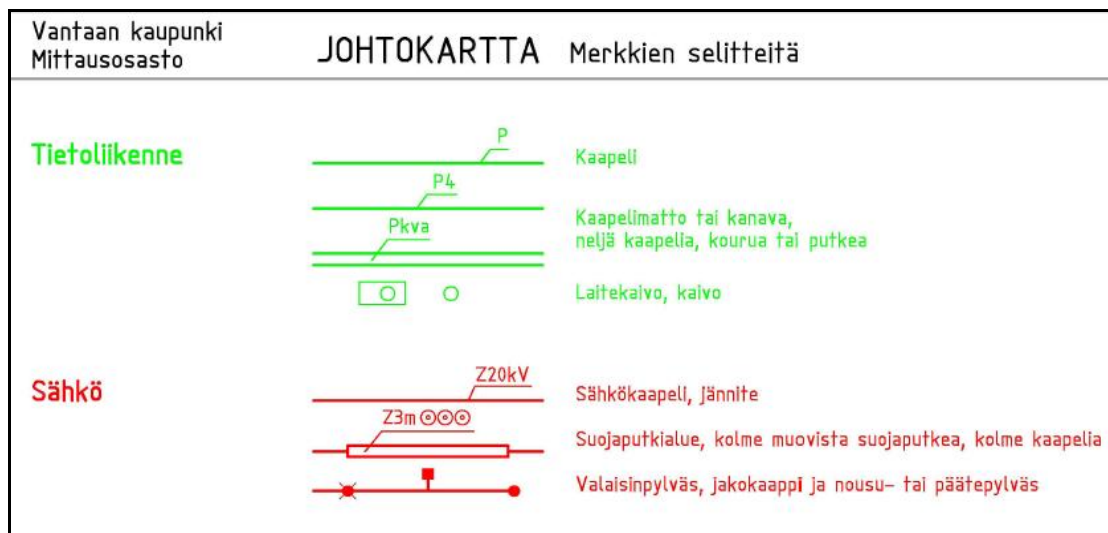 Vantaan kaupunki
Mittausosasto
JOHTOKARTTA Merkkien selitteitä
Tietoliikenne
P
Kaapeli
P4
Pkva
Kaapelimatto tai kanava,
neljä kaapelia, kourua tai putkea
Laitekaivo, kaivo
Sähkö
Z20kV
Sähkökaapeli, jännite
Z3m
Suojaputkialue, kolme muovista suojaputkea, kolme kaapelia
Valaisinpylväs, jakokaappi ja nousu- tai päätepylväs